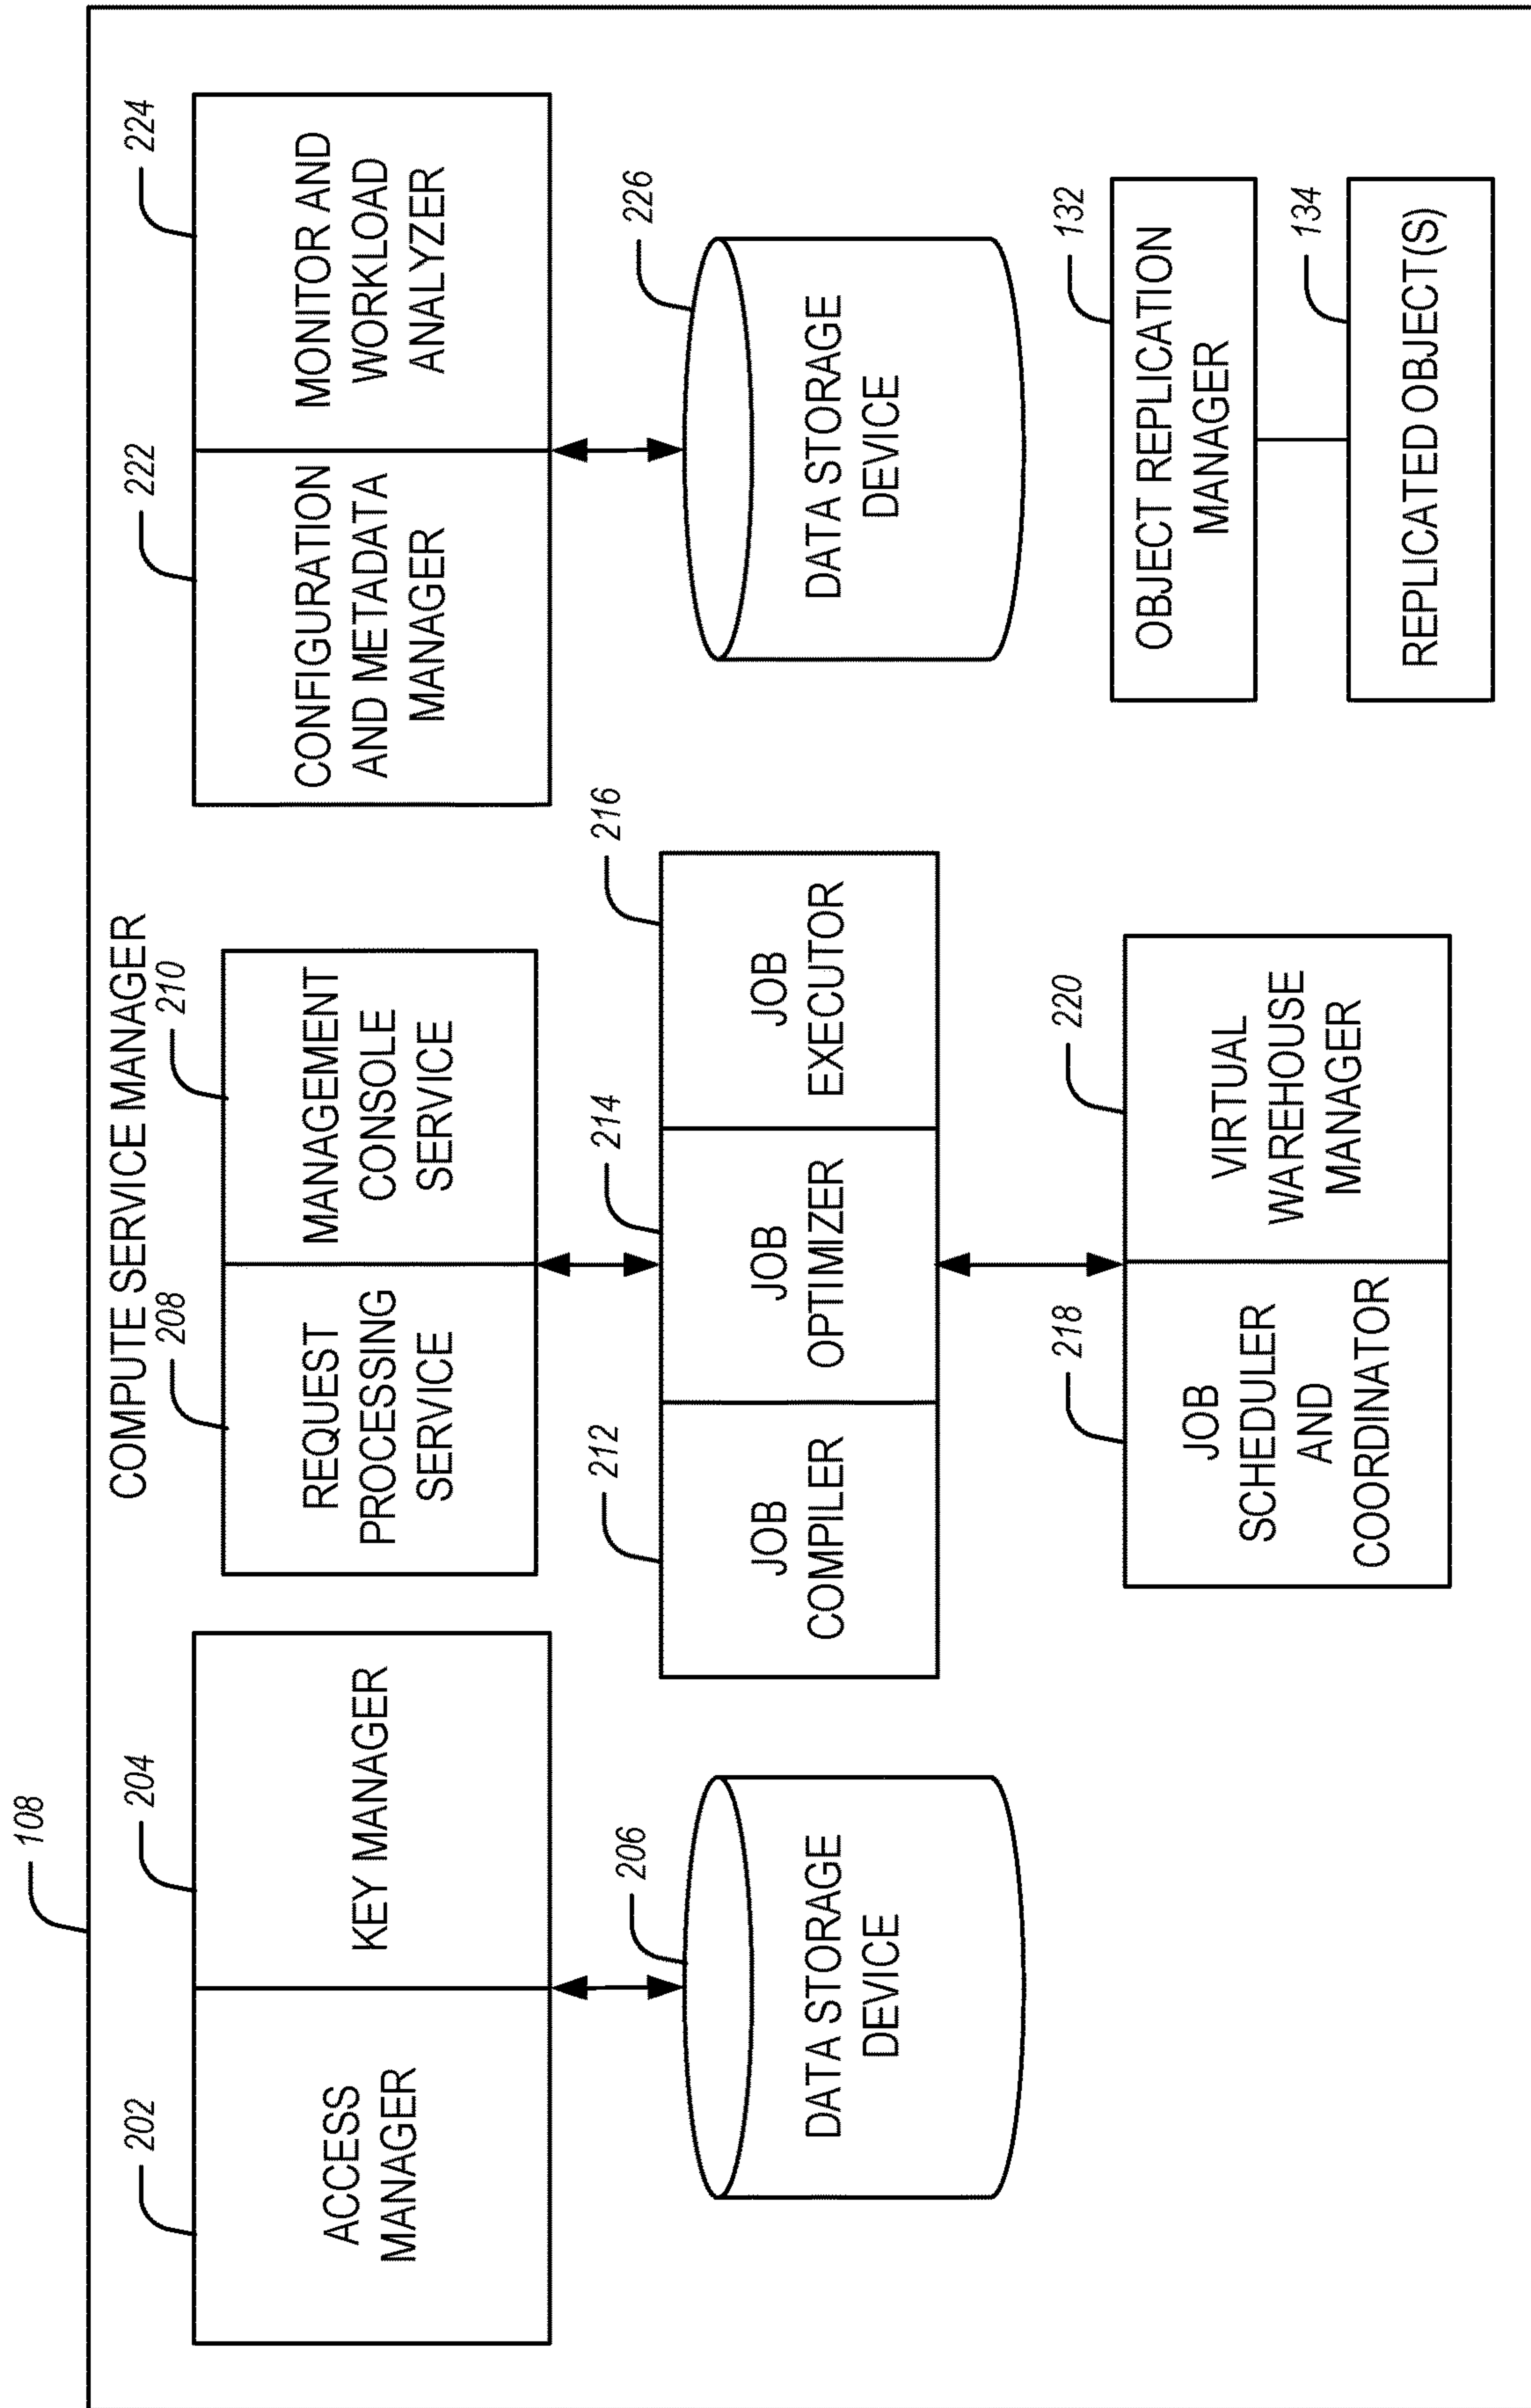 108
COMPUTE SERVICE MANAGER
202
204
ACCESS
MANAGER
KEY MANAGER
206
DATA STORAGE
DEVICE
208
210
REQUEST
PROCESSING
SERVICE
MANAGEMENT
CONSOLE
SERVICE
212
214
216
JOB
COMPILER
JOB
OPTIMIZER
JOB
EXECUTOR
218
220
JOB
SCHEDULER
AND
COORDINATOR
VIRTUAL
WAREHOUSE
MANAGER
222
224
CONFIGURATION
AND METADATA
MANAGER
MONITOR AND
WORKLOAD
ANALYZER
226
DATA STORAGE
DEVICE
132
OBJECT REPLICATION
MANAGER
134
REPLICATED OBJECT(S)